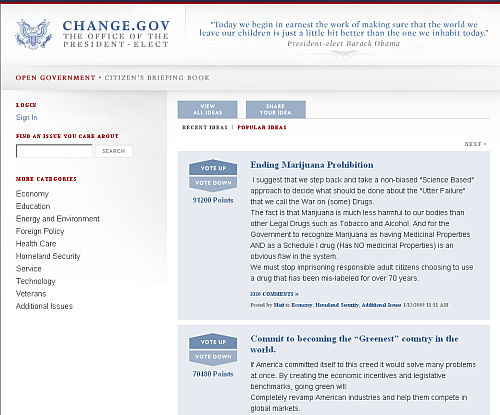 CHANGE.GOV
THE OFFICE OF THE
PRESIDENT-ELECT
"Today we begin in earnest the work of making sure that the world we
leave our children is just a little bit better than the one we inhabit today."
President-elect Barack Obama
OPEN GOVERNMENT • CITIZEN'S BRIEFING BOOK
LOGIN
Sign In
FIND AN ISSUE YOU CARE ABOUT
SEARCH
MORE CATEGORIES
Economy
Education
Energy and Environment
Foreign Policy
Health Care
Homeland Security
Service
Technology
Veterans
Additional Issues
VIEW
ALL IDEAS
SHARE
YOUR IDEA
RECENT IDEAS | POPULAR IDEAS
NEXT »
VOTE UP
VOTE DOWN
91200 Points
Ending Marijuana Prohibition
I suggest that we step back and take a non-biased "Science Based"
approach to decide what should be done about the "Utter Failure"
that we call the War on (some) Drugs.
The fact is that Marijuana is much less harmful to our bodies than
other Legal Drugs such as Tobacco and Alcohol. And for the
Government to recognize Marijuana as having Medicinal Properties
AND as a Schedule I drug (Has NO medicinal Properties) is an
obvious flaw in the system.
We must stop imprisoning responsible adult citizens choosing to use
a drug that has been mis-labeled for over 70 years.
COMMENTS »
Posted by Matt to Economy, Homeland Security, Additional Issues 1/12/2009 11:21 AM
VOTE UP
VOTE DOWN
70480 Points
Commit to becoming the "Greenest" country in the
world.
If America committed itself to this creed it would solve many problems
at once. By creating the economic incentives and legislative
benchmarks, going green will:
Completely revamp American industries and help them compete in
global markets.